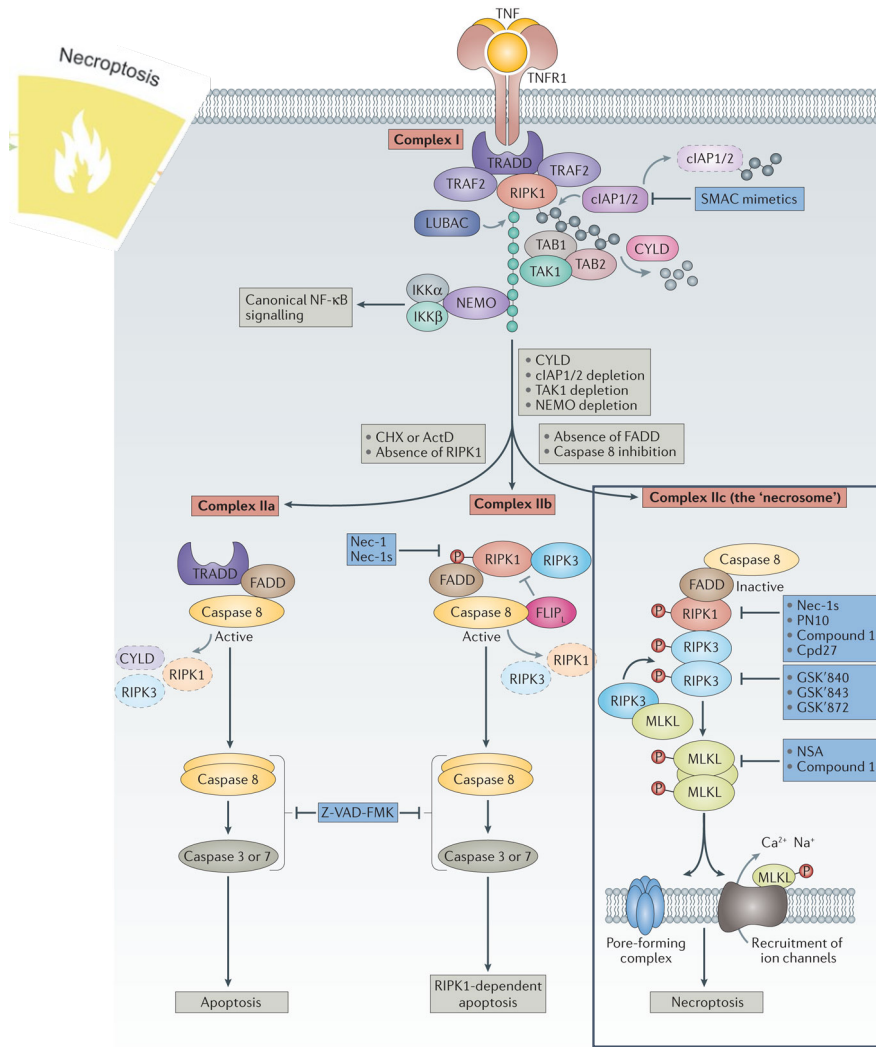 Necroptosis
TNF
TNFR1
Complex I
TRADD
TRAF2
TRAF2
RIPK1
cIAP1/2
cIAP1/2
SMAC mimetics
LUBAC
TAB1
TAB2
TAK1
CYLD
IKKα
IKKβ
NEMO
Canonical NF-κB
signalling
• CYLD
• cIAP1/2 depletion
• TAK1 depletion
• NEMO depletion
• CHX or ActD
• Absence of RIPK1
• Absence of FADD
• Caspase 8 inhibition
Complex IIa
TRADD
FADD
Caspase 8
Active
CYLD
RIPK1
RIPK3
Caspase 8
Caspase 3 or 7
Apoptosis
Z-VAD-FMK
Complex IIb
Nec-1
Nec-1s
P
RIPK1
RIPK3
FADD
Caspase 8
FLIPL
Active
RIPK1
RIPK3
Caspase 8
Caspase 3 or 7
RIPK1-dependent
apoptosis
Complex IIc (the ‘necrosome’)
Caspase 8
FADD
Inactive
P
RIPK1
• Nec-1s
• PN10
• Compound 1
• Cpd27
P
RIPK3
P
RIPK3
• GSK’840
• GSK’843
• GSK’872
RIPK3
MLKL
P
MLKL
P
MLKL
• NSA
• Compound 1
Ca²⁺ Na⁺
MLKL
P
Pore-forming
complex
Recruitment of
ion channels
Necroptosis